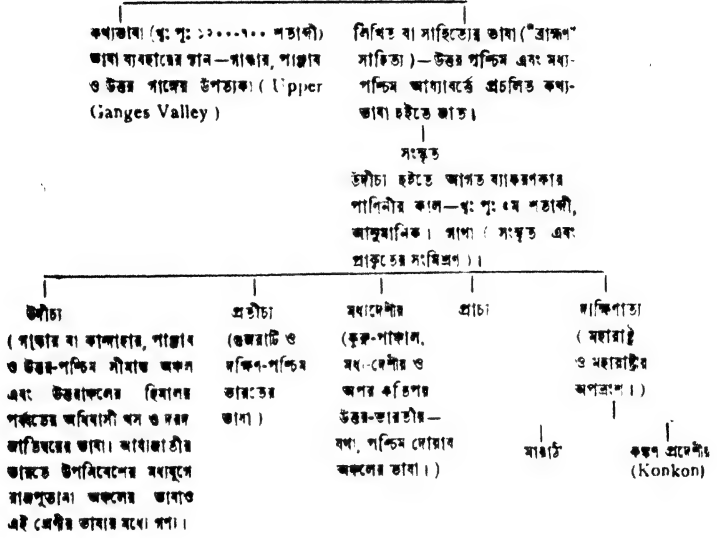 কথ্যভাষা (খৃঃ পূঃ ১২০০-৭০০ শতাব্দী)
ভাষা ব্যবহারের স্থান—গান্ধার, পাঞ্জাব
ও উত্তর গাঙ্গেয় উপত্যকা (Upper
Ganges Valley)
লিখিত বা সাহিত্যের ভাষা ("ব্রাহ্মণ"
সাহিত্য)—উত্তর পশ্চিম এবং মধ্য-
পশ্চিম আর্য্যাবর্ত্তে প্রচলিত কথ্য-
ভাষা হইতে জাত।
সংস্কৃত
উদীচ্য হইতে আগত ব্যাকরণকার
পাণিনীর কাল—খৃঃ পূঃ ৫ম শতাব্দী,
আনুমানিক। গাথা (সংস্কৃত এবং
প্রাকৃতের সংমিশ্রণ)।
উদীচ্য
(গান্ধার বা কান্দাহার, পাঞ্জাব
ও উত্তর-পশ্চিম সীমান্ত অঞ্চল
এবং উত্তরাঞ্চলের হিমালয়
পর্ব্বতের অধিবাসী খস ও দরদ
জাতিদ্বয়ের ভাষা। আর্য্যজাতীর
ভারতে উপনিবেশের মধ্যযুগে
রাজপুতানা অঞ্চলের ভাষাও
এই শ্রেণীর ভাষার মধ্যে গণ্য।
প্রতীচ্য
(গুজরাটি ও
দক্ষিণ-পশ্চিম
ভারতের
ভাষা)
মধ্যদেশীয়
(কুরু-পাঞ্চাল,
মধ্য-দেশীয় ও
অপর কতিপয়
উত্তর-ভারতীয়—
যথা, পশ্চিম দোয়াব
অঞ্চলের ভাষা।)
প্রাচ্য
দাক্ষিণাত্য
(মহারাষ্ট্র
ও মহারাষ্ট্রীয়
অপভ্রংশ।)
মারাঠি
কঙ্কণ প্রদেশীয়
(Konkon)